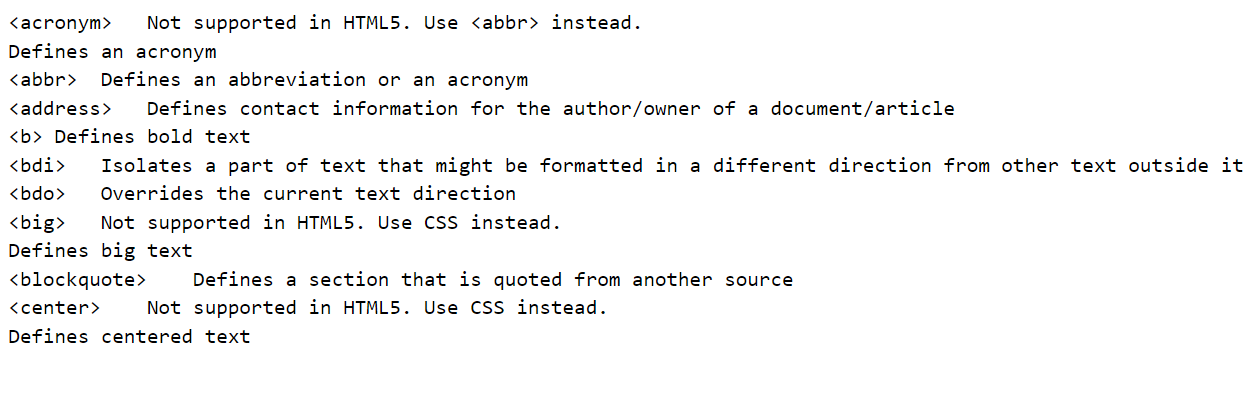 <acronym>   Not supported in HTML5. Use <abbr> instead.
Defines an acronym
<abbr>  Defines an abbreviation or an acronym
<address>   Defines contact information for the author/owner of a document/article
<b> Defines bold text
<bdi>   Isolates a part of text that might be formatted in a different direction from other text outside it
<bdo>   Overrides the current text direction
<big>   Not supported in HTML5. Use CSS instead.
Defines big text
<blockquote>    Defines a section that is quoted from another source
<center>    Not supported in HTML5. Use CSS instead.
Defines centered text